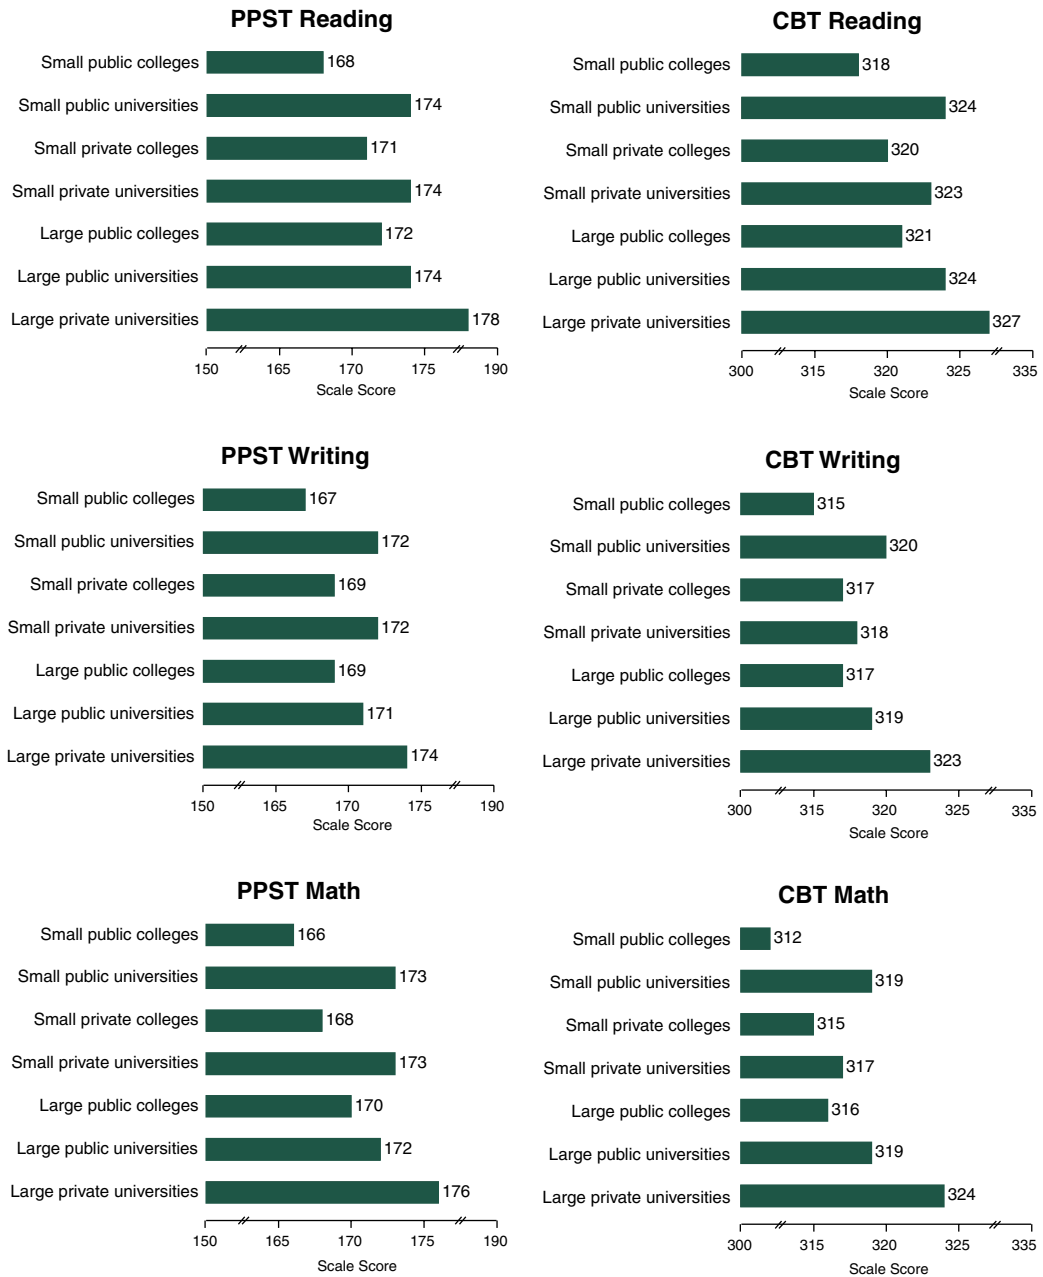 PPST Reading
Small public colleges 168
Small public universities 174
Small private colleges 171
Small private universities 174
Large public colleges 172
Large public universities 174
Large private universities 178
150 165 170 175 190
Scale Score
CBT Reading
Small public colleges 318
Small public universities 324
Small private colleges 320
Small private universities 323
Large public colleges 321
Large public universities 324
Large private universities 327
300 315 320 325 335
Scale Score
PPST Writing
Small public colleges 167
Small public universities 172
Small private colleges 169
Small private universities 172
Large public colleges 169
Large public universities 171
Large private universities 174
150 165 170 175 190
Scale Score
CBT Writing
Small public colleges 315
Small public universities 320
Small private colleges 317
Small private universities 318
Large public colleges 317
Large public universities 319
Large private universities 323
300 315 320 325 335
Scale Score
PPST Math
Small public colleges 166
Small public universities 173
Small private colleges 168
Small private universities 173
Large public colleges 170
Large public universities 172
Large private universities 176
150 165 170 175 190
Scale Score
CBT Math
Small public colleges 312
Small public universities 319
Small private colleges 315
Small private universities 317
Large public colleges 316
Large public universities 319
Large private universities 324
300 315 320 325 335
Scale Score